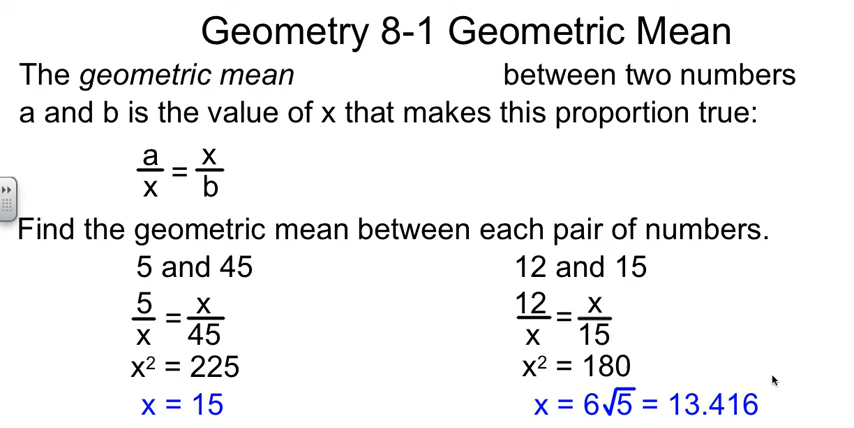 Geometry 8-1 Geometric Mean
The geometric mean between two numbers
a and b is the value of x that makes this proportion true:
a/x = x/b
Find the geometric mean between each pair of numbers.
5 and 45
5/x = x/45
x² = 225
x = 15
12 and 15
12/x = x/15
x² = 180
x = 6√5 = 13.416